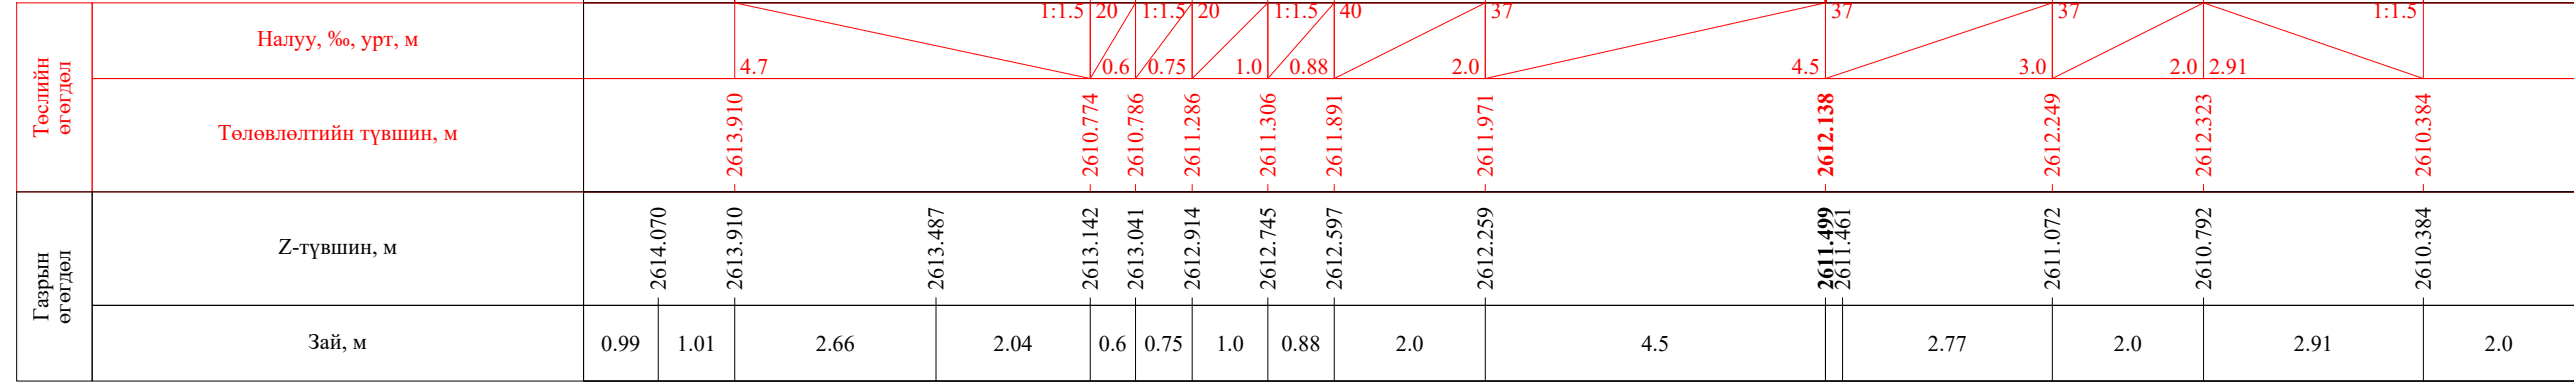 Төслийн өгөгдөл
Налуу, ‰, урт, м
1:1.5 20 1:1.5 20 1:1.5 40 37 37 37 1:1.5
4.7 0.6 0.75 1.0 0.88 2.0 4.5 3.0 2.0 2.91
Төлөвлөлтийн түвшин, м
2613.910 2610.774 2610.786 2611.286 2611.306 2611.891 2611.971 2612.138 2612.249 2612.323 2610.384
Газрын өгөгдөл
Z-түвшин, м
2614.070 2613.910 2613.487 2613.142 2613.041 2612.914 2612.745 2612.597 2612.259 2611.499 2611.461 2611.072 2610.792 2610.384
Зай, м
0.99 1.01 2.66 2.04 0.6 0.75 1.0 0.88 2.0 4.5 2.77 2.0 2.91 2.0